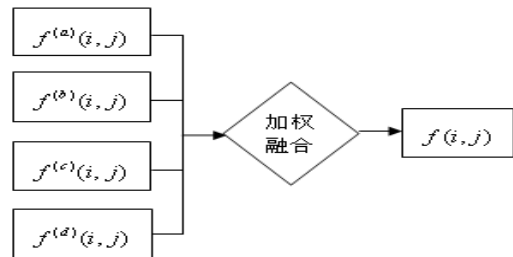 f^(a)(i, j)
f^(b)(i, j)
f^(c)(i, j)
f^(d)(i, j)
加权
融合
f(i, j)